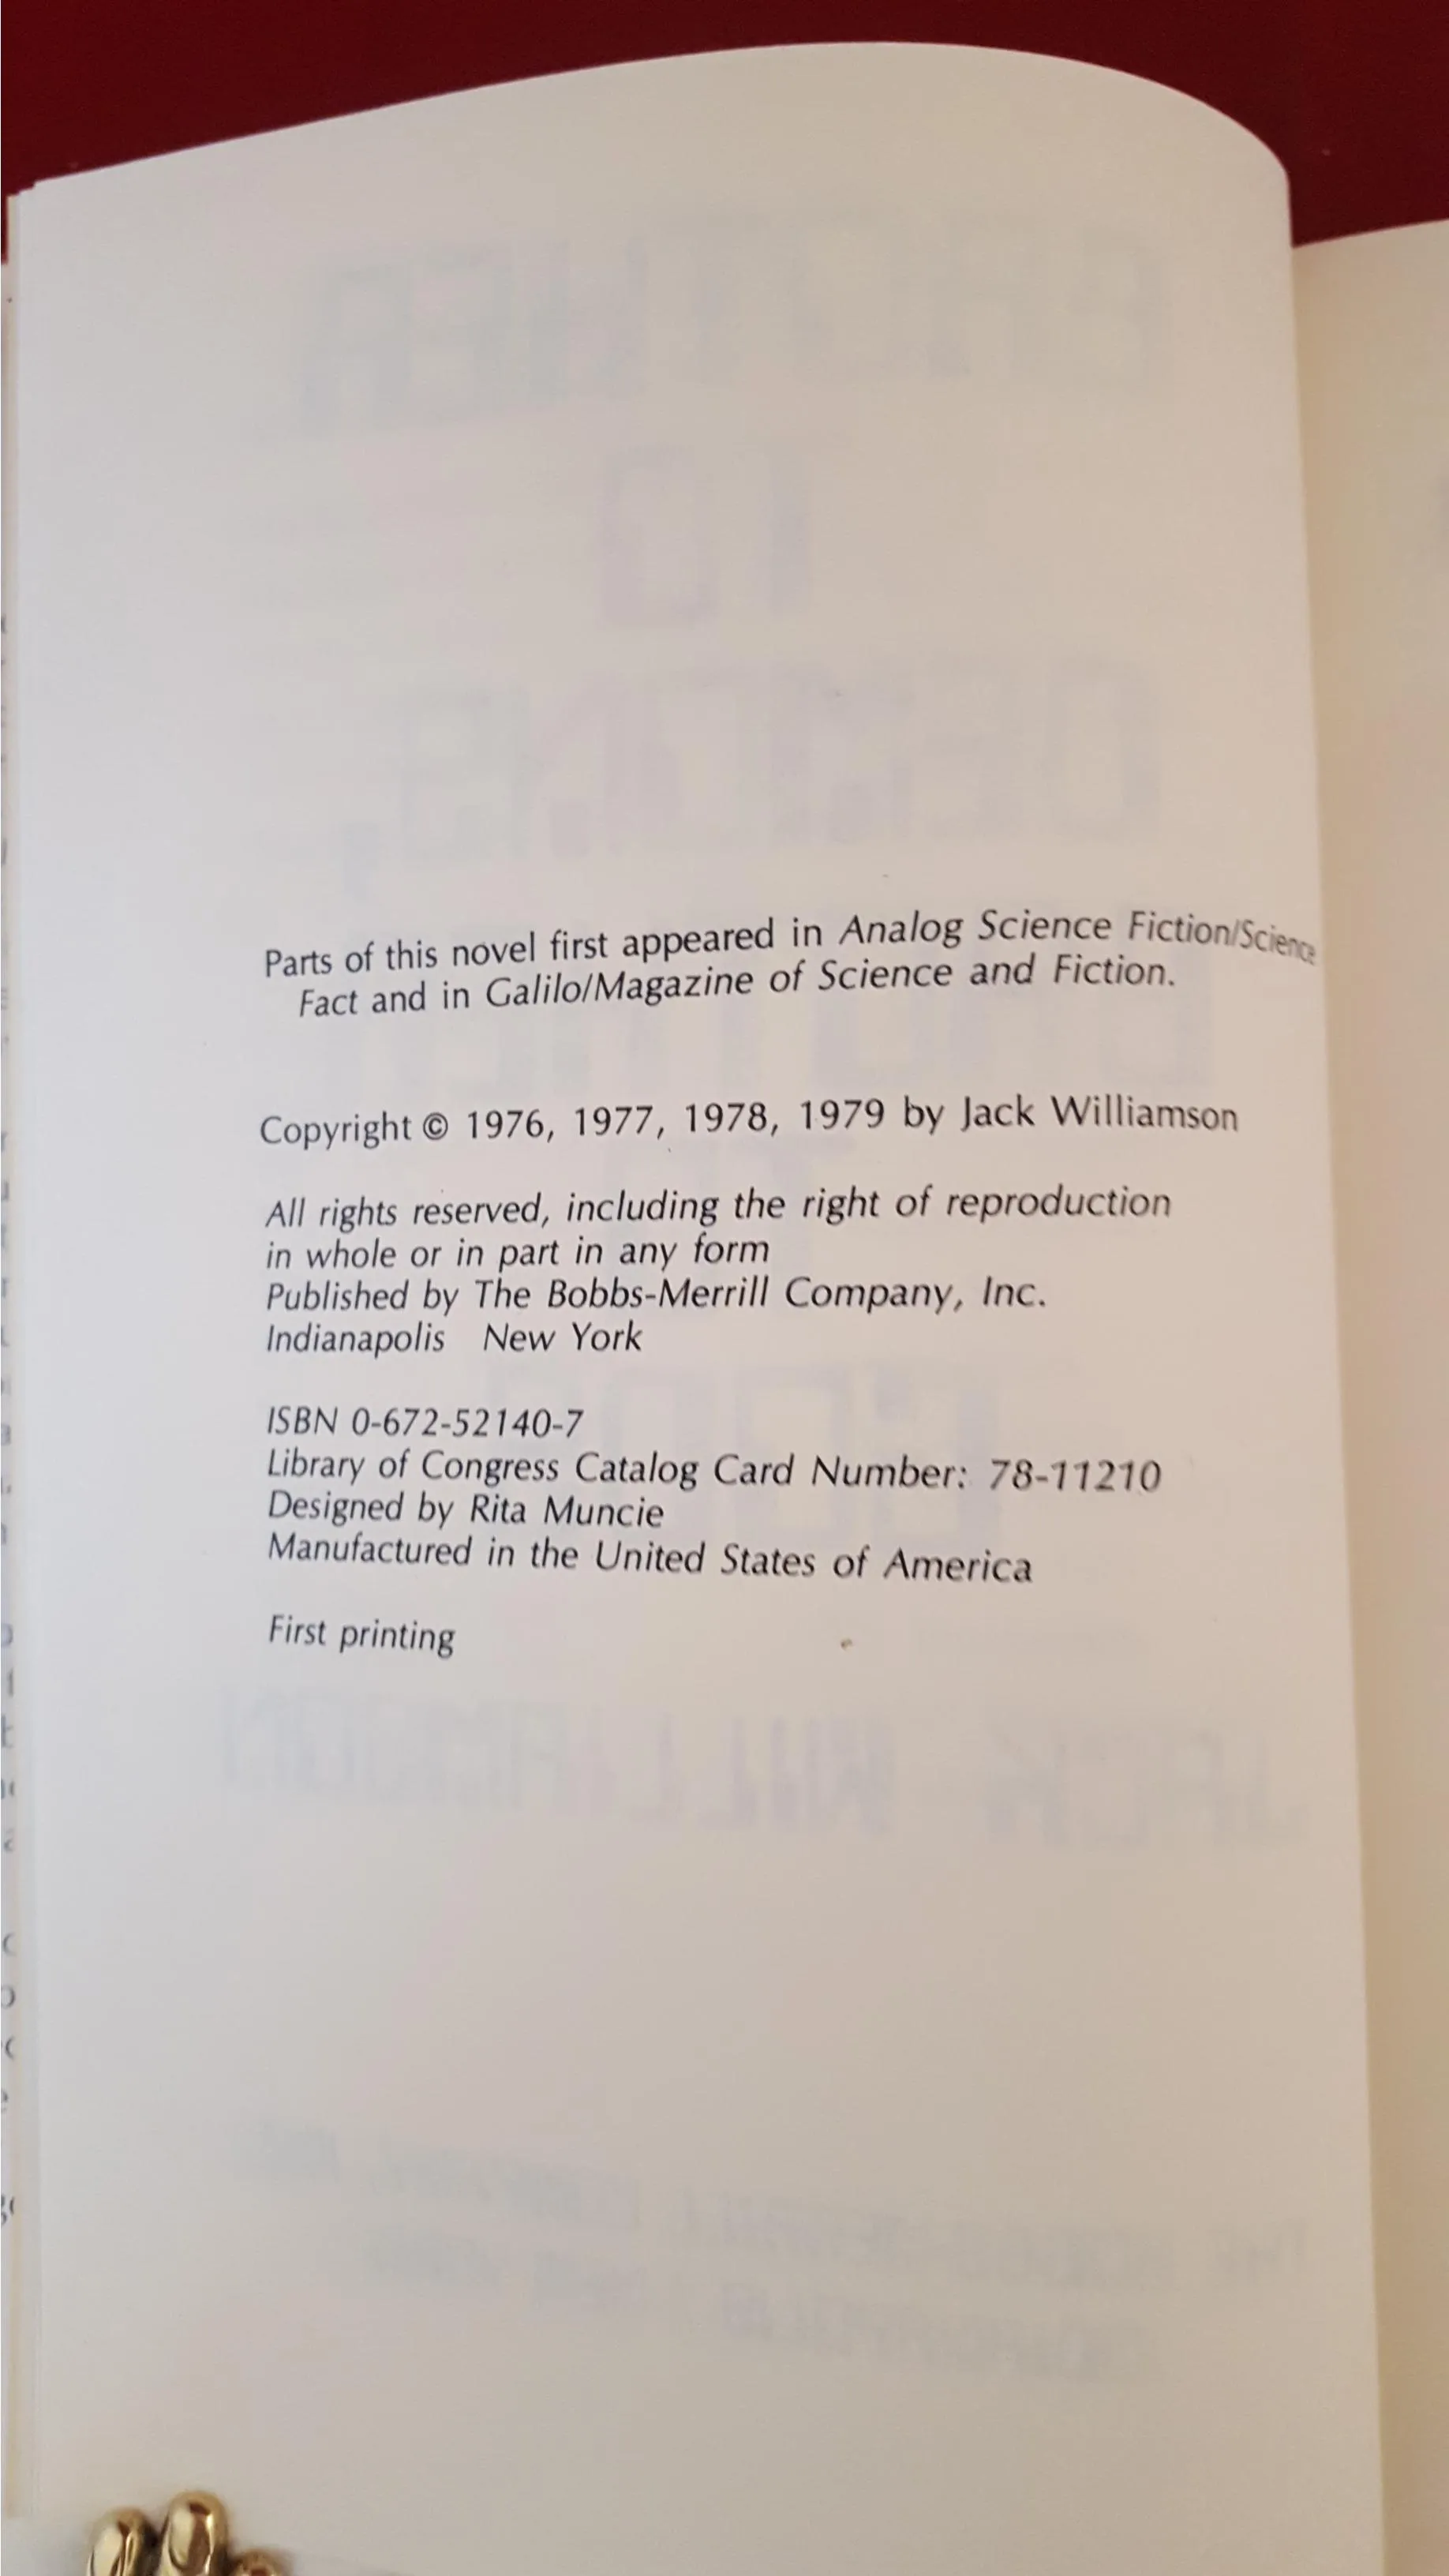 Parts of this novel first appeared in Analog Science Fiction/Science
Fact and in Galilo/Magazine of Science and Fiction.
Copyright © 1976, 1977, 1978, 1979 by Jack Williamson
All rights reserved, including the right of reproduction
in whole or in part in any form
Published by The Bobbs-Merrill Company, Inc.
Indianapolis New York
ISBN 0-672-52140-7
Library of Congress Catalog Card Number: 78-11210
Designed by Rita Muncie
Manufactured in the United States of America
First printing